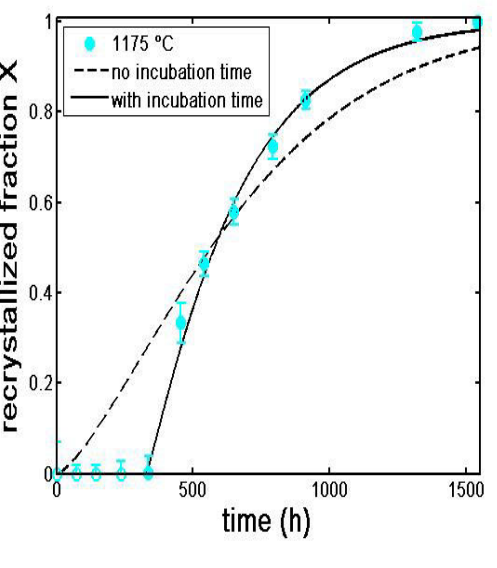 1175 ºC
no incubation time
with incubation time
recrystallized fraction X
1
0.8
0.6
0.4
0.2
0
0
500
1000
1500
time (h)